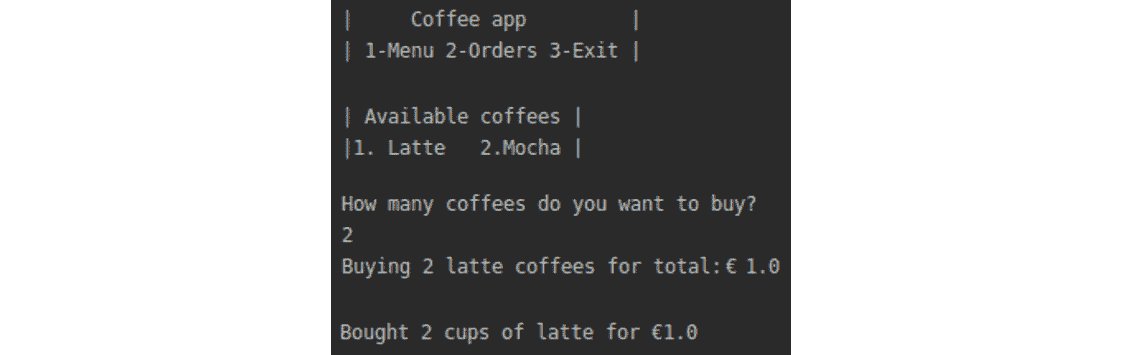 |     Coffee app         |
| 1-Menu 2-Orders 3-Exit |
| Available coffees |
|1. Latte   2.Mocha |
How many coffees do you want to buy?
2
Buying 2 latte coffees for total:€ 1.0
Bought 2 cups of latte for €1.0